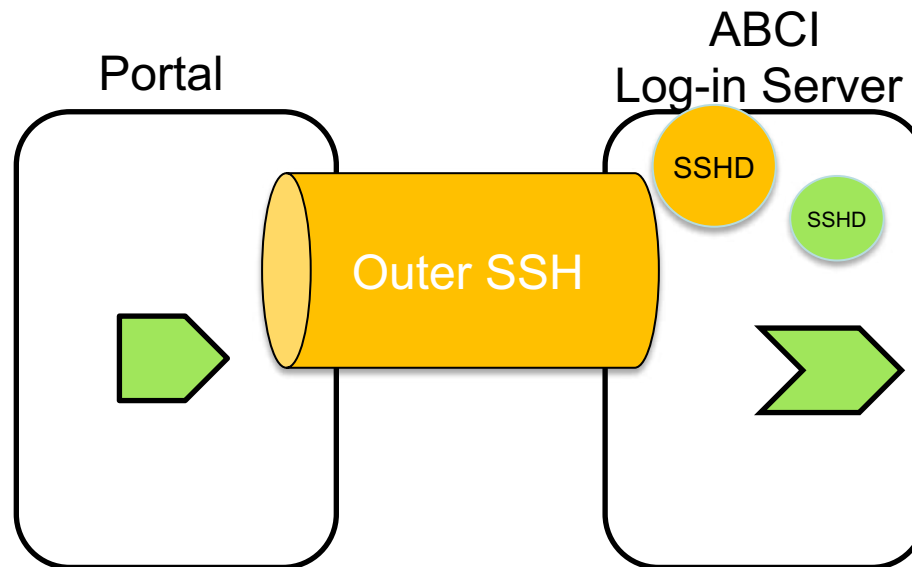 Portal
ABCI
Log-in Server
SSHD
SSHD
Outer SSH